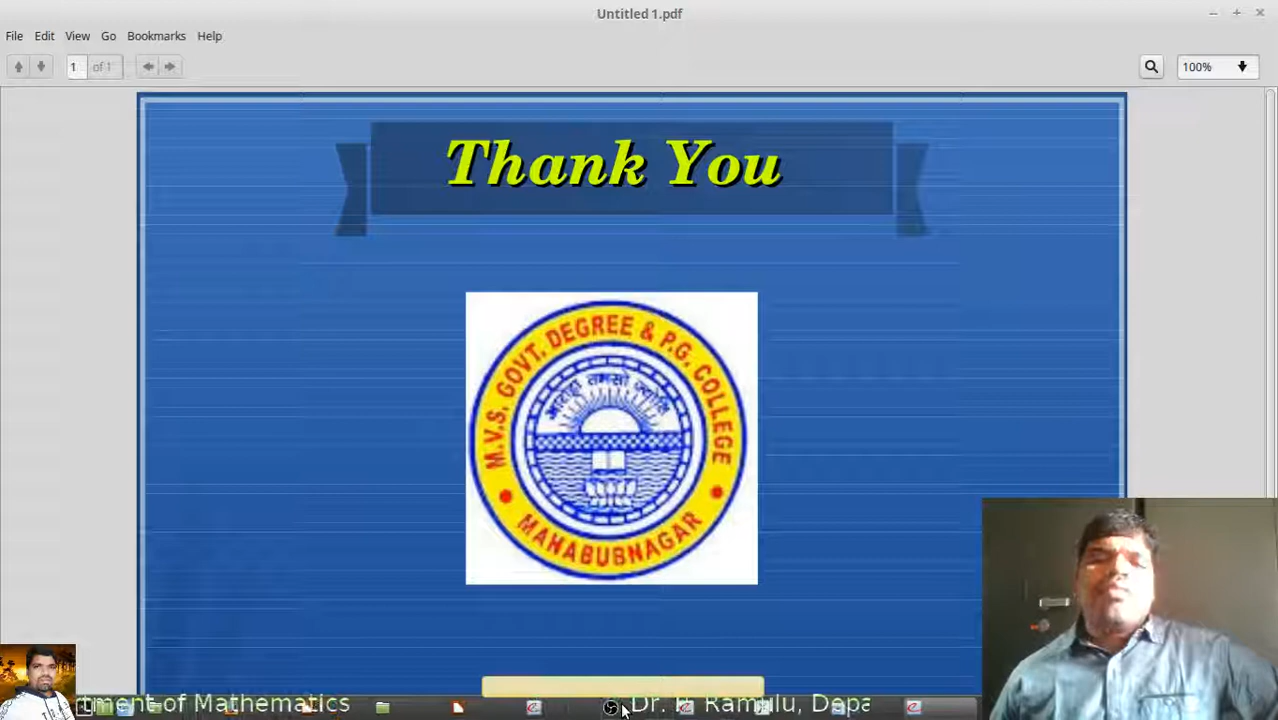 Untitled 1.pdf
File Edit View Go Bookmarks Help
1 of 1 100%
Thank You
M.V.S. GOVT. DEGREE & P.G. COLLEGE
तमसो
MAHABUBNAGAR
tment of Mathematics Dr. Ramulu, Depa